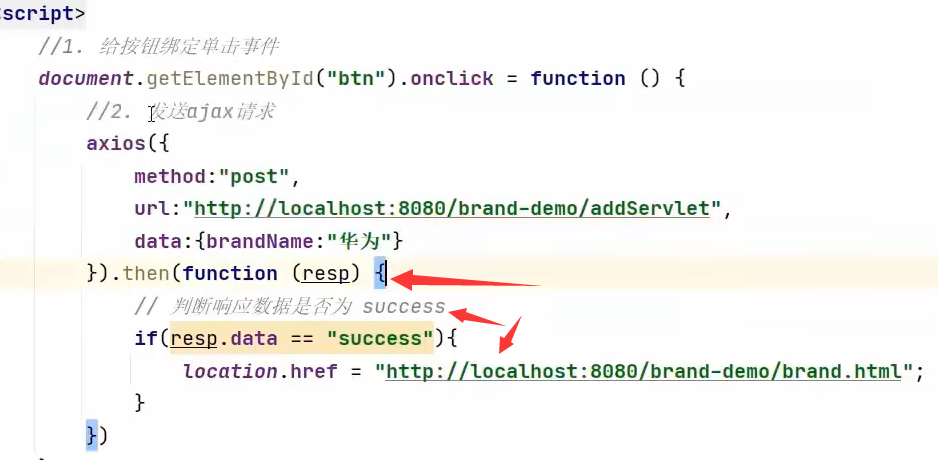 <script>
//1. 给按钮绑定单击事件
document.getElementById("btn").onclick = function () {
//2. 发送ajax请求
axios({
method:"post",
url:"http://localhost:8080/brand-demo/addServlet",
data:{brandName:"华为"}
}).then(function (resp) {
// 判断响应数据是否为 success
if(resp.data == "success"){
location.href = "http://localhost:8080/brand-demo/brand.html";
}
})